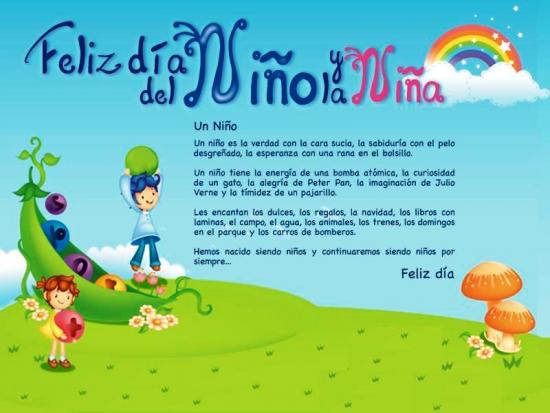 Feliz día del Niño y la Niña
Un Niño
Un niño es la verdad con la cara sucia, la sabiduría con el pelo
desgreñado, la esperanza con una rana en el bolsillo.
Un niño tiene la energía de una bomba atómica, la curiosidad
de un gato, la alegría de Peter Pan, la imaginación de Julio
Verne y la tímidez de un pajarillo.
Les encantan los dulces, los regalos, la navidad, los libros con
laminas, el campo, el agua, los animales, los trenes, los domingos
en el parque y los carros de bomberos.
Hemos nacido siendo niños y continuaremos siendo niños por
siempre...
Feliz día